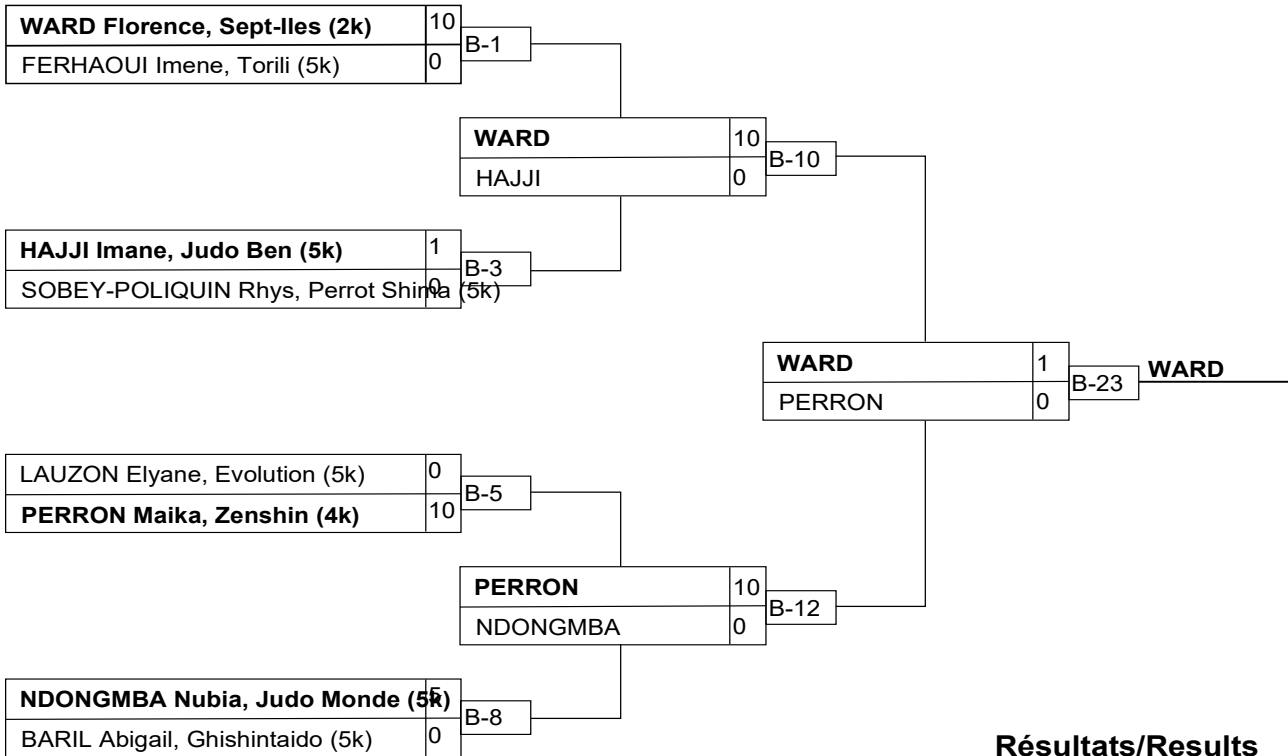 WARD Florence, Sept-Iles (2k) 10
B-1
FERHAOUI Imene, Torili (5k) 0
WARD 10
B-10
HAJJI 0
HAJJI Imane, Judo Ben (5k) 1
B-3
SOBEY-POLIQUIN Rhys, Perrot Shima (5k) 0
WARD 1
B-23 WARD
PERRON 0
LAUZON Elyane, Evolution (5k) 0
B-5
PERRON Maika, Zenshin (4k) 10
PERRON 10
B-12
NDONGMBA 0
NDONGMBA Nubia, Judo Monde (5k) 5
B-8
BARIL Abigail, Ghishintaido (5k) 0
Résultats/Results